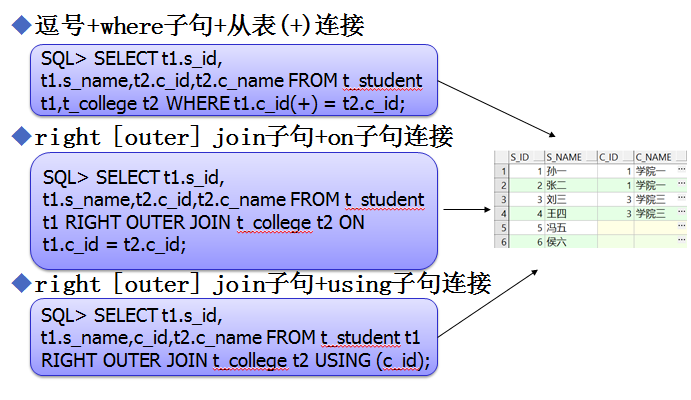 ◆逗号+where子句+从表(+)连接
SQL> SELECT t1.s_id,
t1.s_name,t2.c_id,t2.c_name FROM t_student
t1,t_college t2 WHERE t1.c_id(+) = t2.c_id;
◆right [outer] join子句+on子句连接
SQL> SELECT t1.s_id,
t1.s_name,t2.c_id,t2.c_name FROM t_student
t1 RIGHT OUTER JOIN t_college t2 ON
t1.c_id = t2.c_id;
◆right [outer] join子句+using子句连接
SQL> SELECT t1.s_id,
t1.s_name,c_id,t2.c_name FROM t_student t1
RIGHT OUTER JOIN t_college t2 USING (c_id);
S_ID S_NAME C_ID C_NAME
1 1 孙一 1 学院一 ...
2 2 张二 1 学院一 ...
3 3 刘三 3 学院三 ...
4 4 王四 3 学院三 ...
5 5 冯五 ...
6 6 侯六 ...